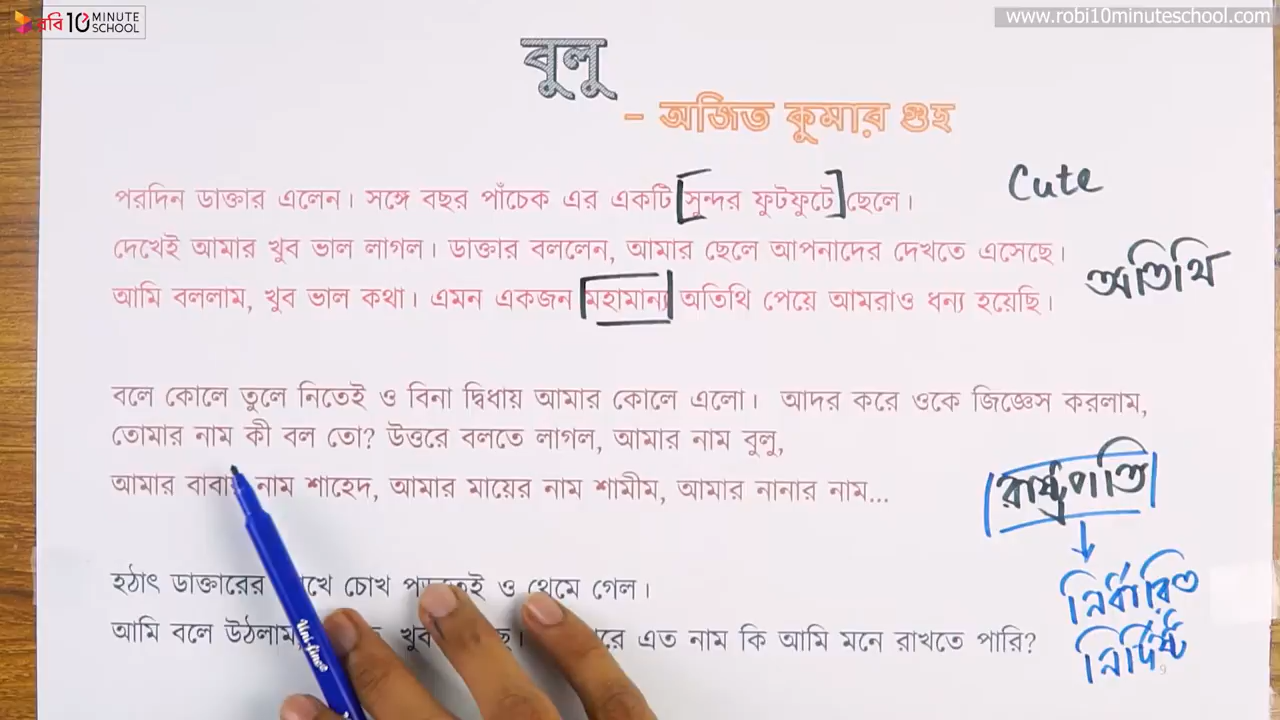 রবি 10 MINUTE SCHOOL
www.robi10minuteschool.com
বুলু
- অজিত কুমার গুহ
পরদিন ডাক্তার এলেন। সঙ্গে বছর পাঁচেক এর একটি [সুন্দর ফুটফুটে] ছেলে।
Cute
দেখেই আমার খুব ভাল লাগল। ডাক্তার বললেন, আমার ছেলে আপনাদের দেখতে এসেছে।
অতিথি
আমি বললাম, খুব ভাল কথা। এমন একজন মহামান্য অতিথি পেয়ে আমরাও ধন্য হয়েছি।
বলে কোলে তুলে নিতেই ও বিনা দ্বিধায় আমার কোলে এলো। আদর করে ওকে জিজ্ঞেস করলাম,
তোমার নাম কী বল তো? উত্তরে বলতে লাগল, আমার নাম বুলু,
আমার বাবার নাম শাহেদ, আমার মায়ের নাম শামীম, আমার নানার নাম...
রাষ্ট্রপতি
নির্ধারিত
নির্দিষ্ট
হঠাৎ ডাক্তারের চোখ ও থেমে গেল।
আমি বলে উঠলাম, খুব এত নাম কি আমি মনে রাখতে পারি?
9